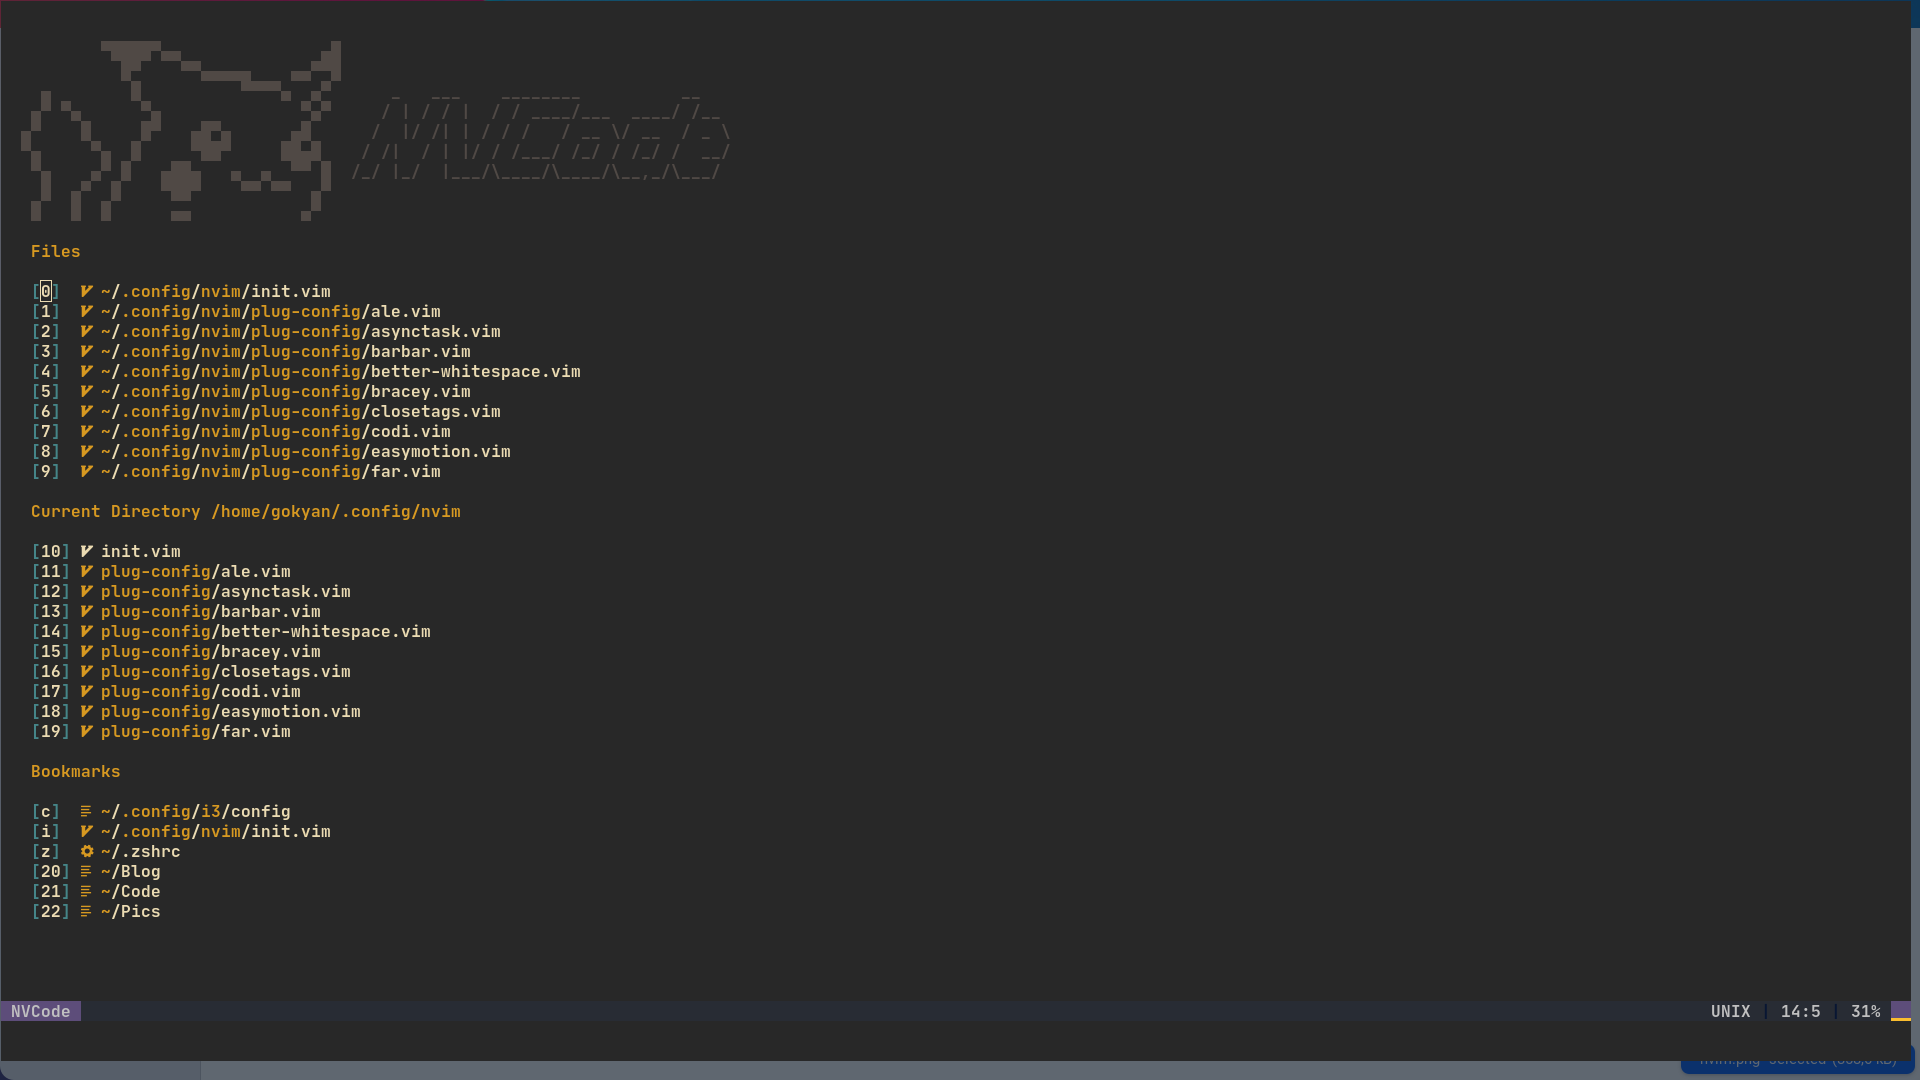 NVCode
Files
[0] ~/.config/nvim/init.vim
[1] ~/.config/nvim/plug-config/ale.vim
[2] ~/.config/nvim/plug-config/asynctask.vim
[3] ~/.config/nvim/plug-config/barbar.vim
[4] ~/.config/nvim/plug-config/better-whitespace.vim
[5] ~/.config/nvim/plug-config/bracey.vim
[6] ~/.config/nvim/plug-config/closetags.vim
[7] ~/.config/nvim/plug-config/codi.vim
[8] ~/.config/nvim/plug-config/easymotion.vim
[9] ~/.config/nvim/plug-config/far.vim
Current Directory /home/gokyan/.config/nvim
[10] init.vim
[11] plug-config/ale.vim
[12] plug-config/asynctask.vim
[13] plug-config/barbar.vim
[14] plug-config/better-whitespace.vim
[15] plug-config/bracey.vim
[16] plug-config/closetags.vim
[17] plug-config/codi.vim
[18] plug-config/easymotion.vim
[19] plug-config/far.vim
Bookmarks
[c] ~/.config/i3/config
[i] ~/.config/nvim/init.vim
[z] ~/.zshrc
[20] ~/Blog
[21] ~/Code
[22] ~/Pics
NVCode UNIX | 14:5 | 31%